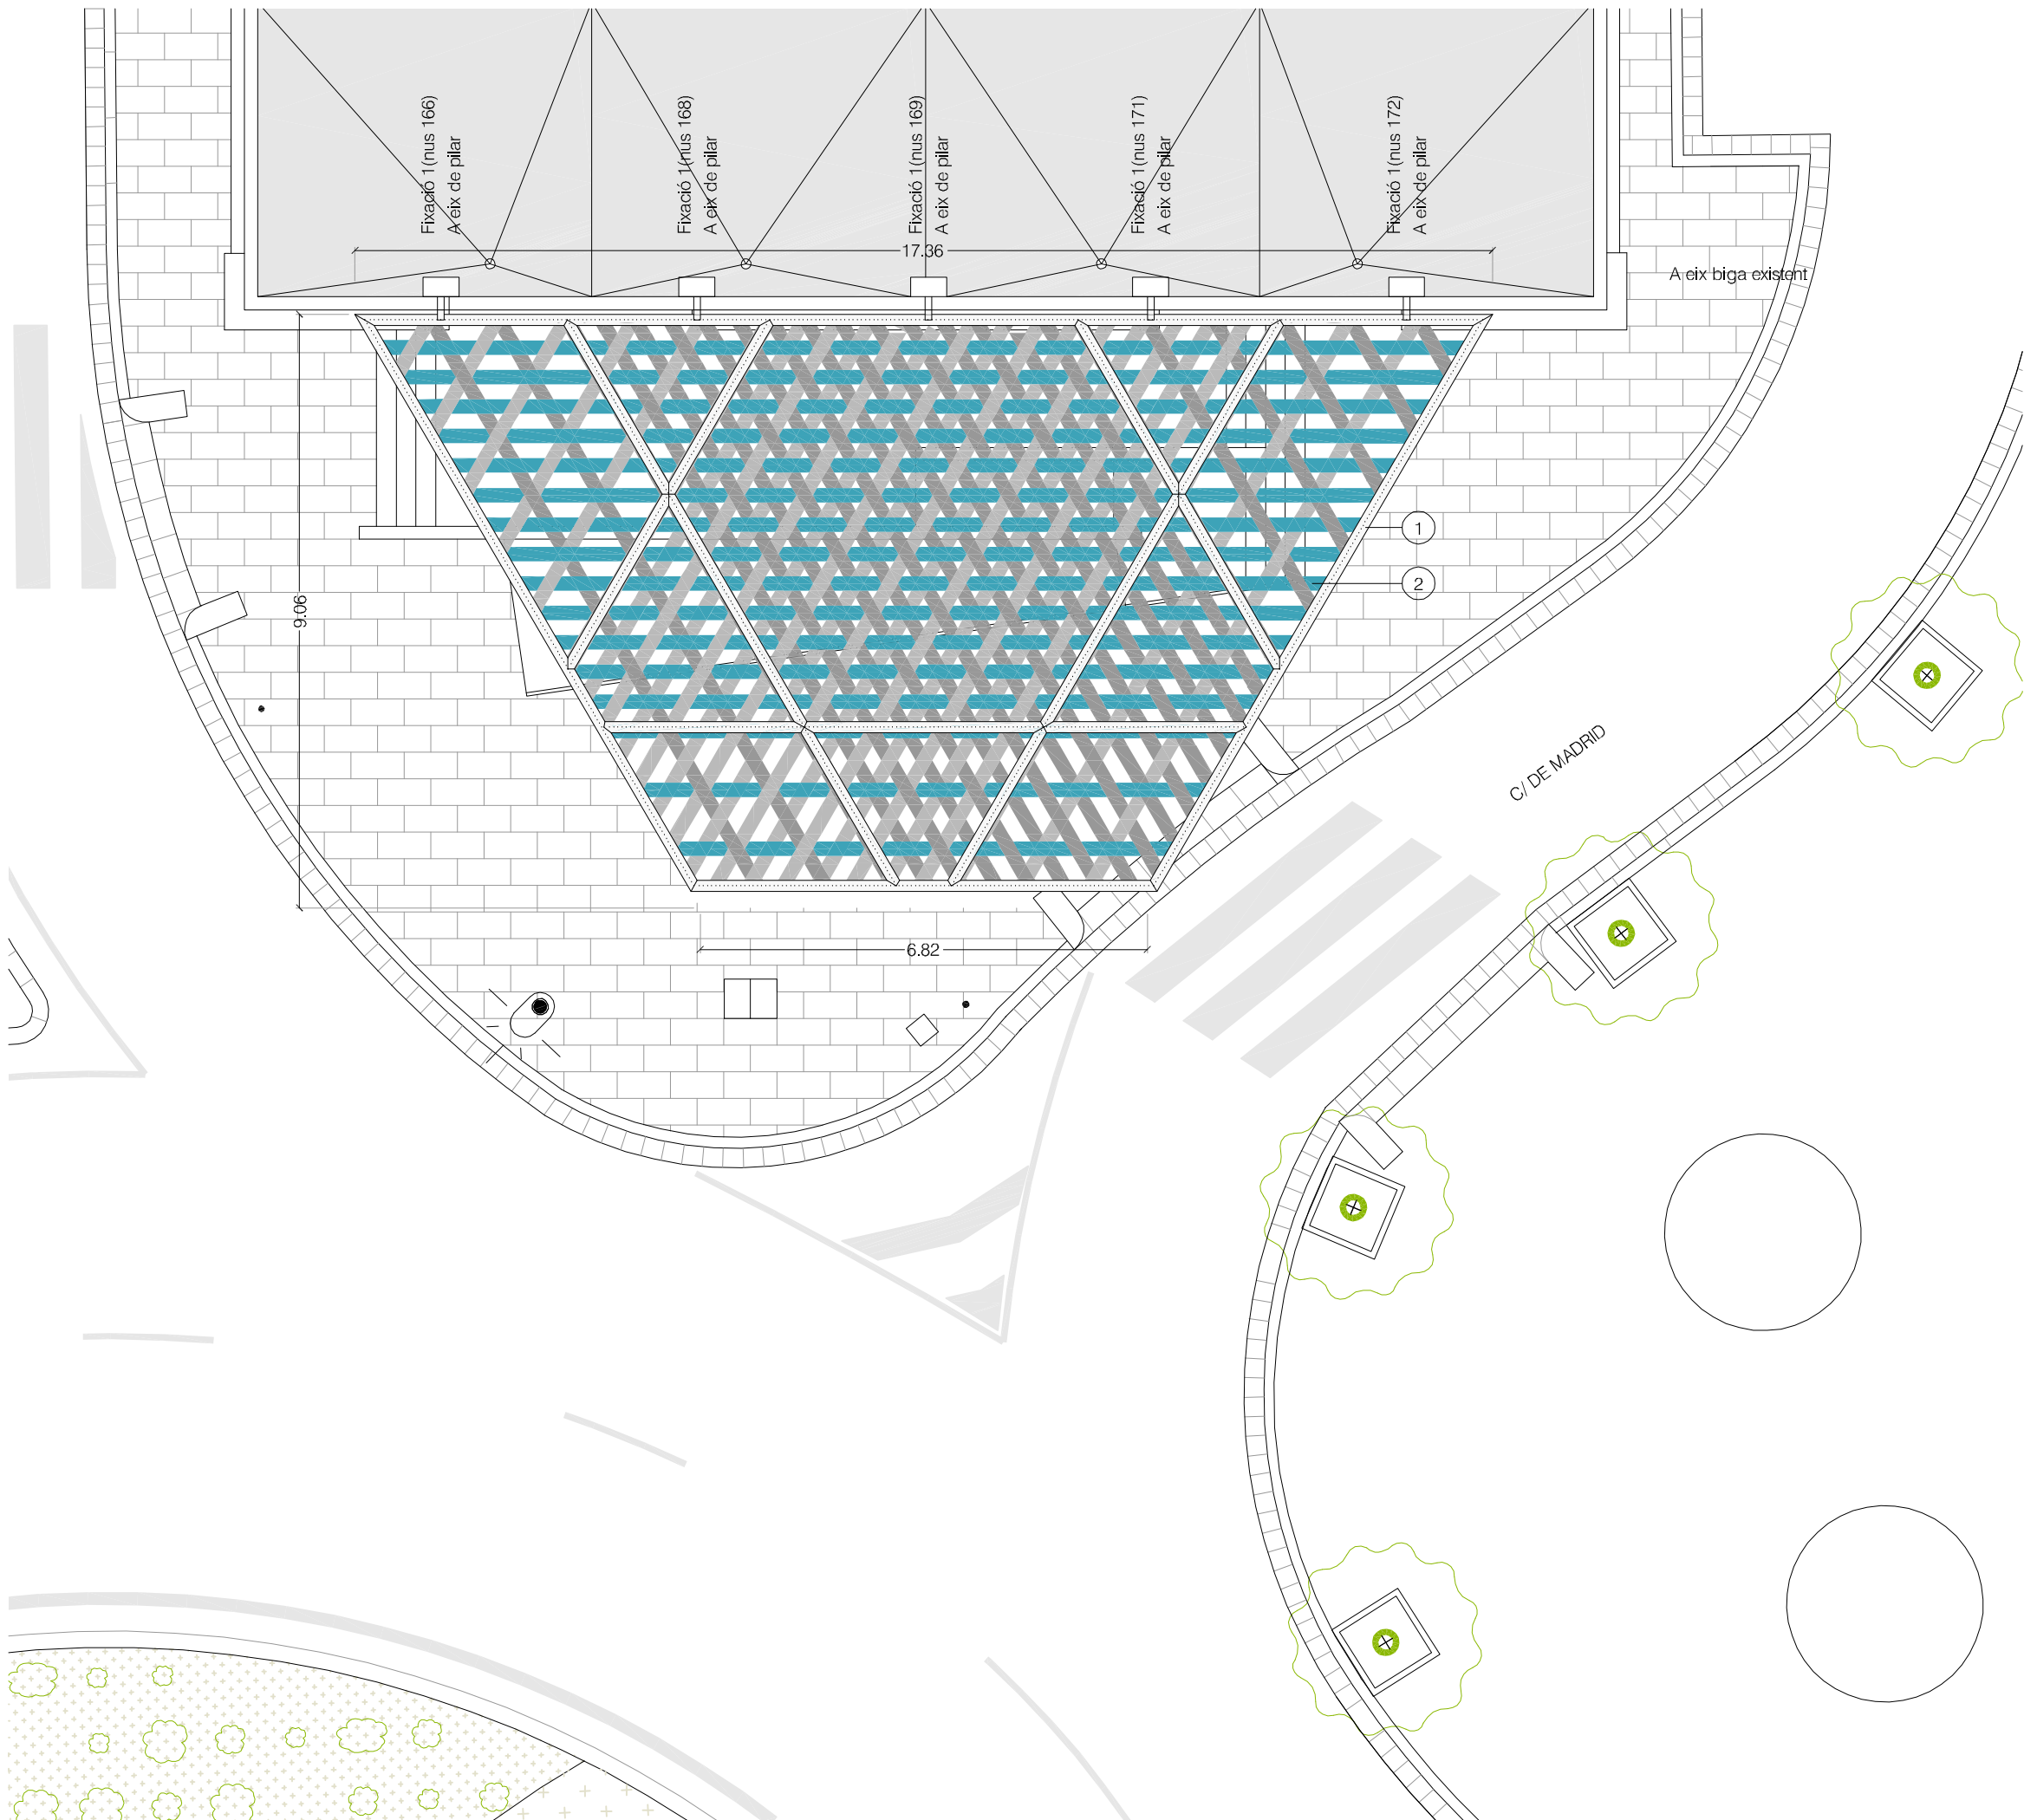 Fixació 1(nus 166)
A eix de pilar
Fixació 1(nus 168)
A eix de pilar
Fixació 1(nus 169)
A eix de pilar
Fixació 1(nus 171)
A eix de pilar
Fixació 1(nus 172)
A eix de pilar
17.36
A eix biga existent
1
2
9.06
C/ DE MADRID
6.82